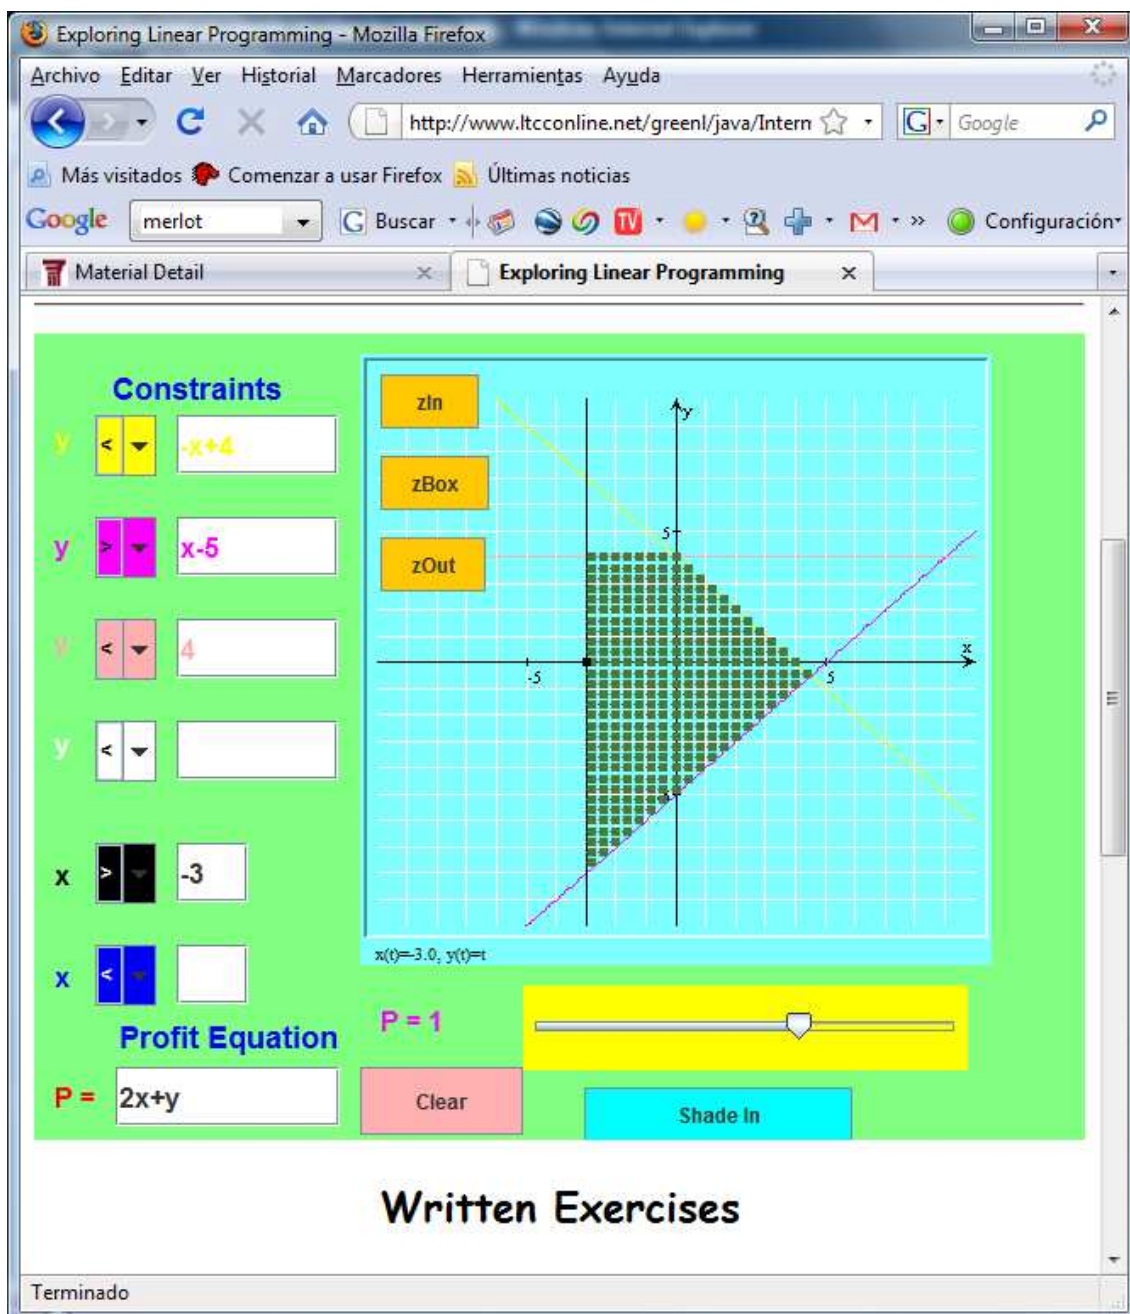 Exploring Linear Programming - Mozilla Firefox
Archivo Editar Ver Historial Marcadores Herramientas Ayuda
http://www.ltcconline.net/greenl/java/Intern G Google
Más visitados Comenzar a usar Firefox Últimas noticias
Google merlot G Buscar TV M » Configuración
Material Detail Exploring Linear Programming
Constraints
y < -x+4
y > x-5
y < 4
y <
x > -3
x <
zIn
zBox
zOut
y
5
x
-5
5
x(t)=-3.0, y(t)=t
Profit Equation
P = 1
P = 2x+y
Clear
Shade In
Written Exercises
Terminado